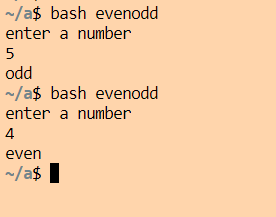 ~/a$ bash evenodd
enter a number
5
odd
~/a$ bash evenodd
enter a number
4
even
~/a$